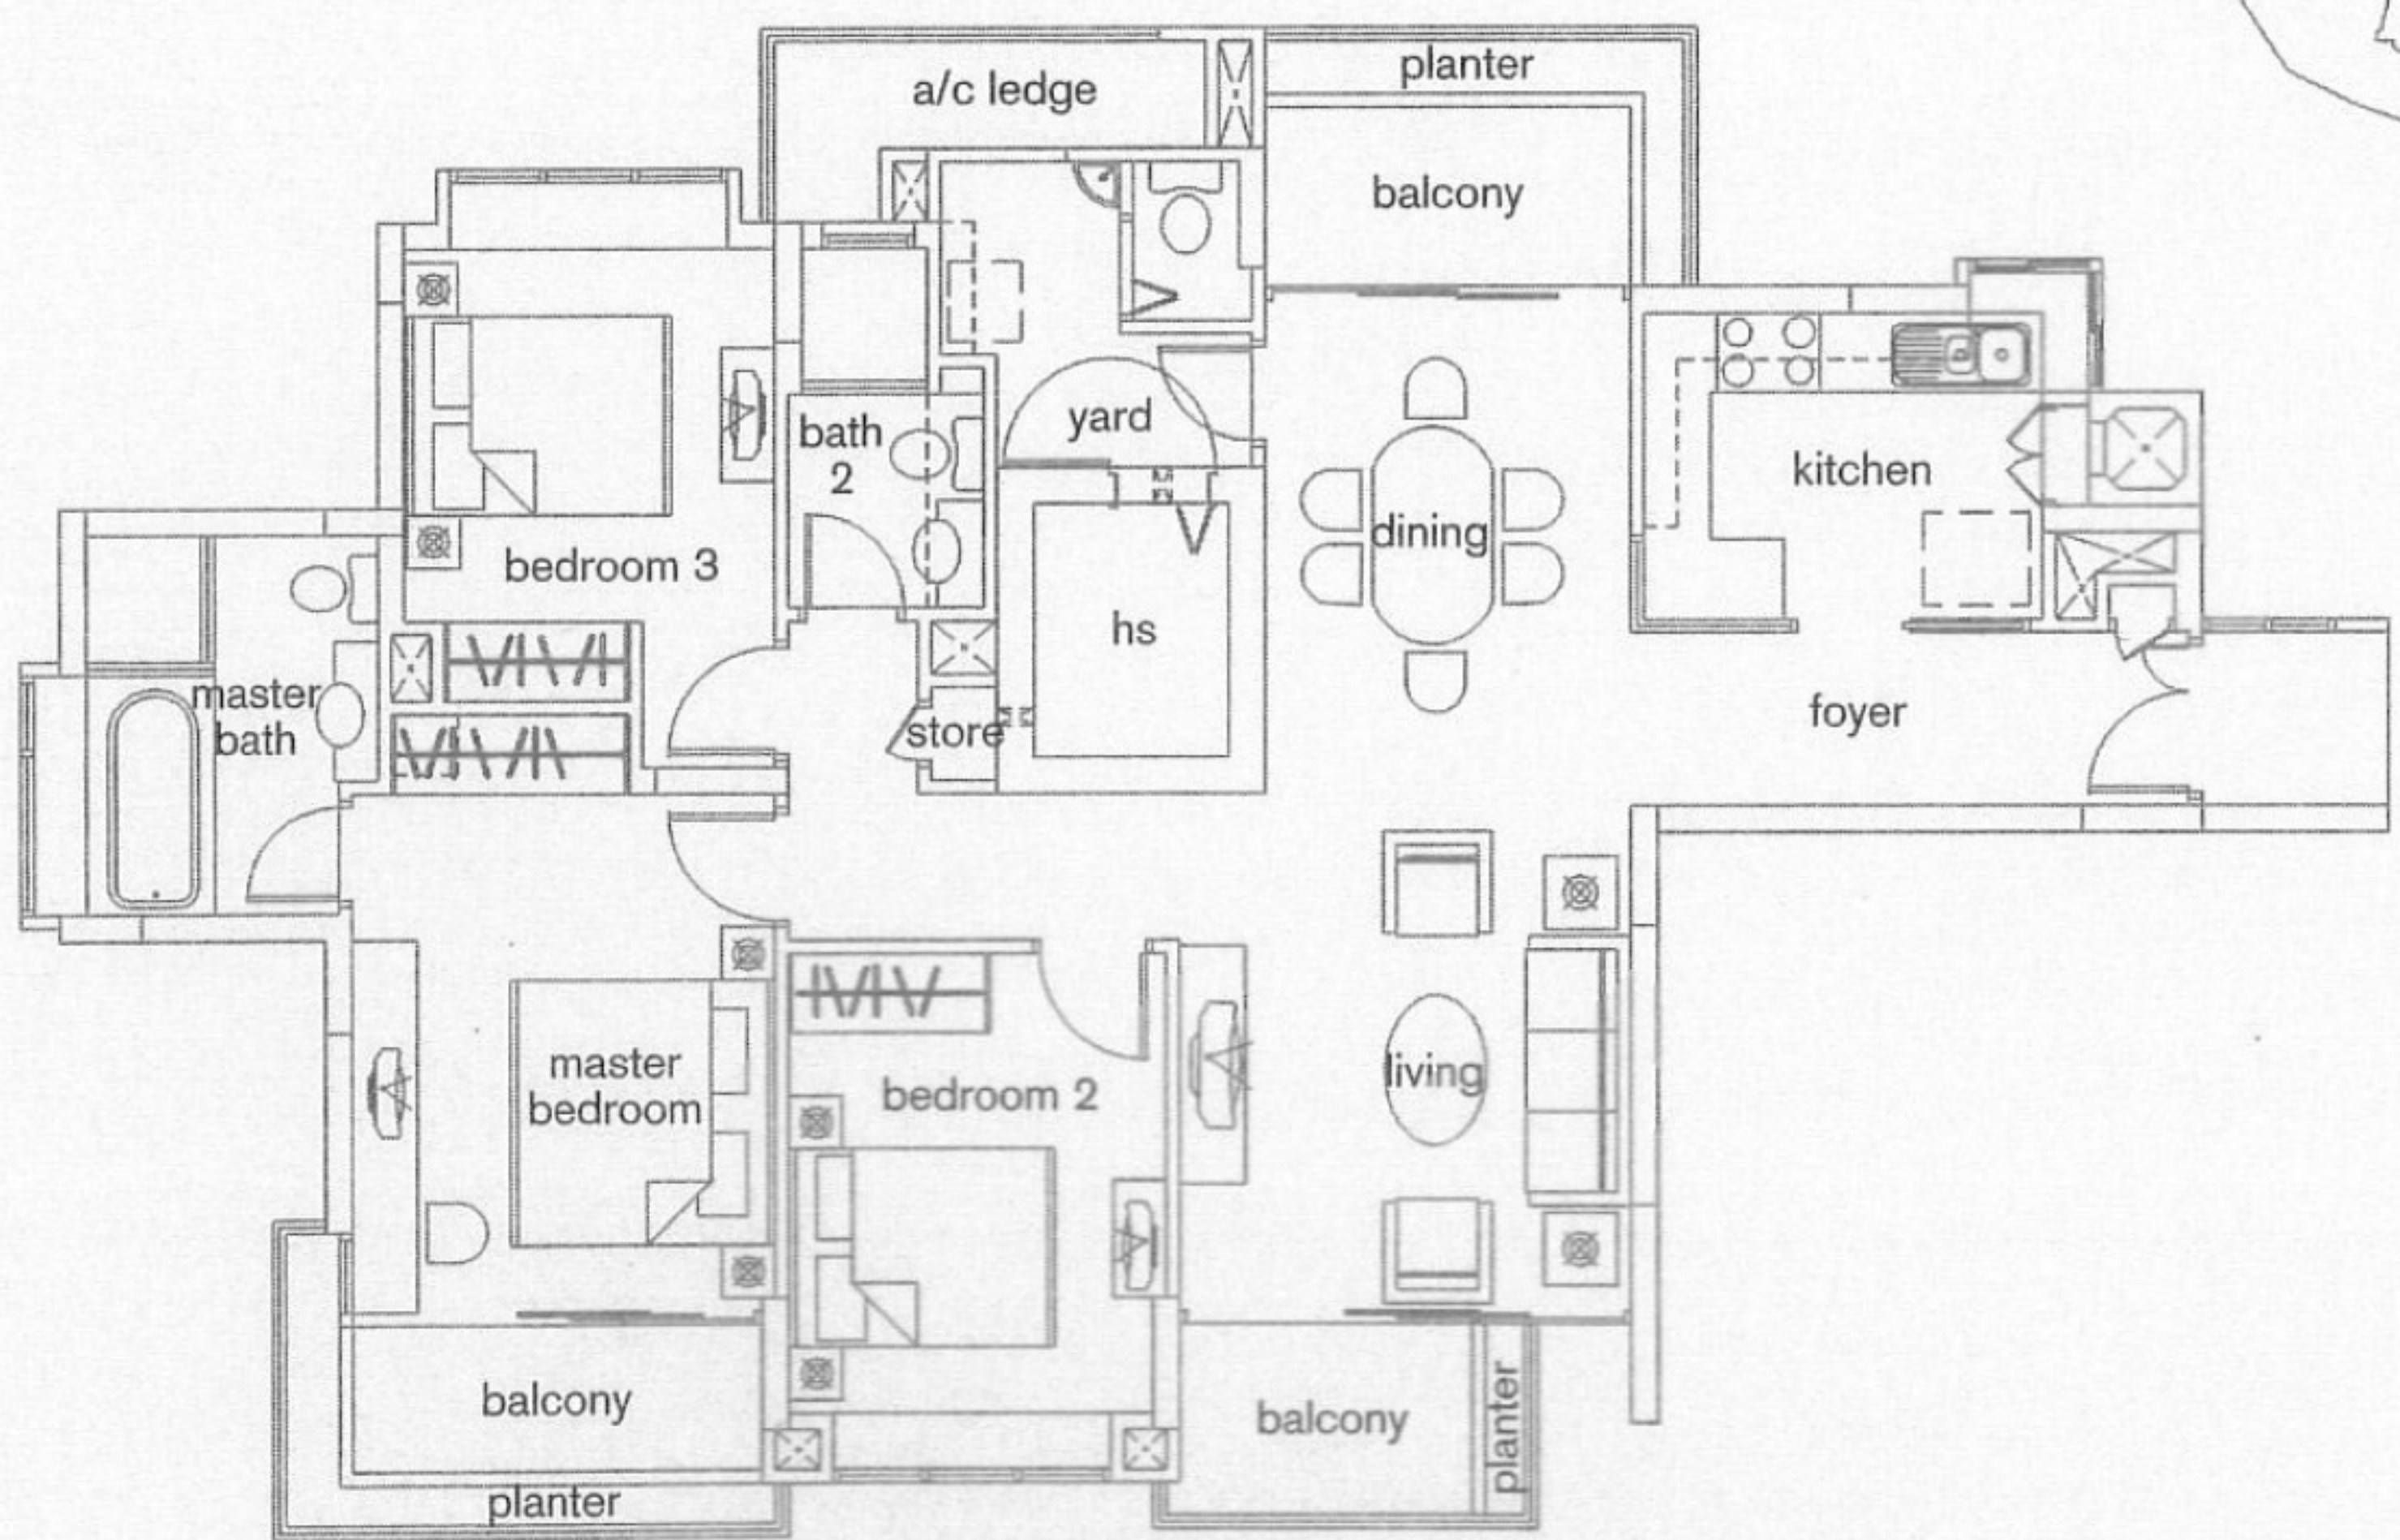 planter
a/c ledge
balcony
yard
bath
2
kitchen
dining
bedroom 3
hs
master
bath
store
foyer
master
bedroom
bedroom 2
living
balcony
balcony
planter
planter